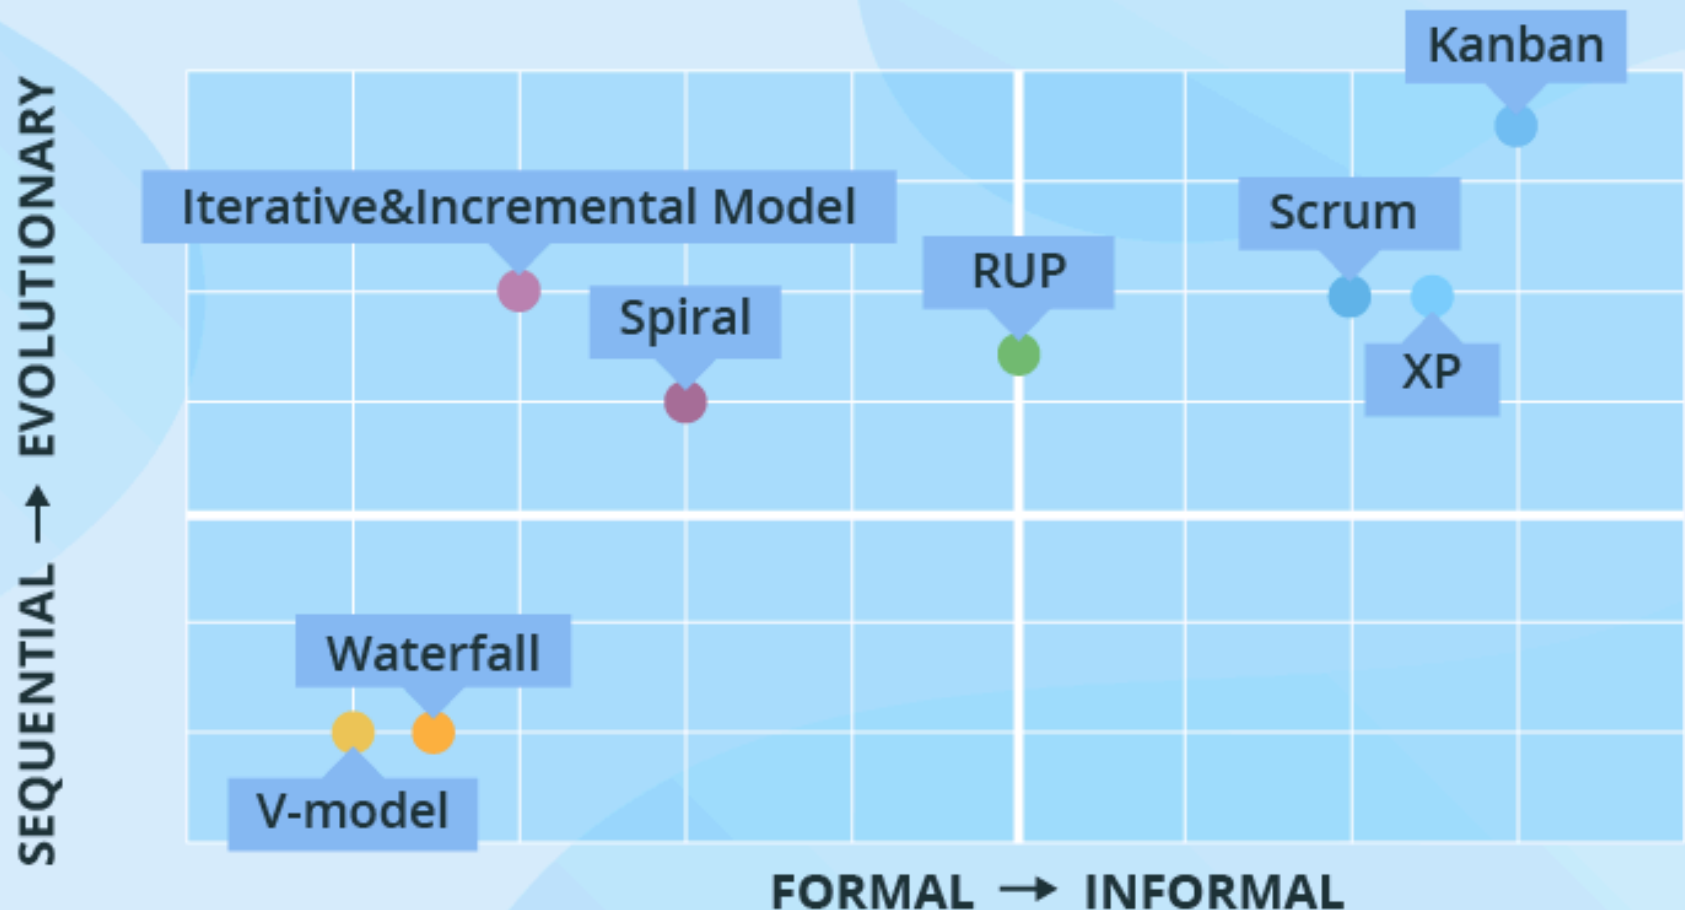 Kanban
Iterative&Incremental Model
Scrum
RUP
Spiral
XP
Waterfall
V-model
SEQUENTIAL → EVOLUTIONARY
FORMAL → INFORMAL